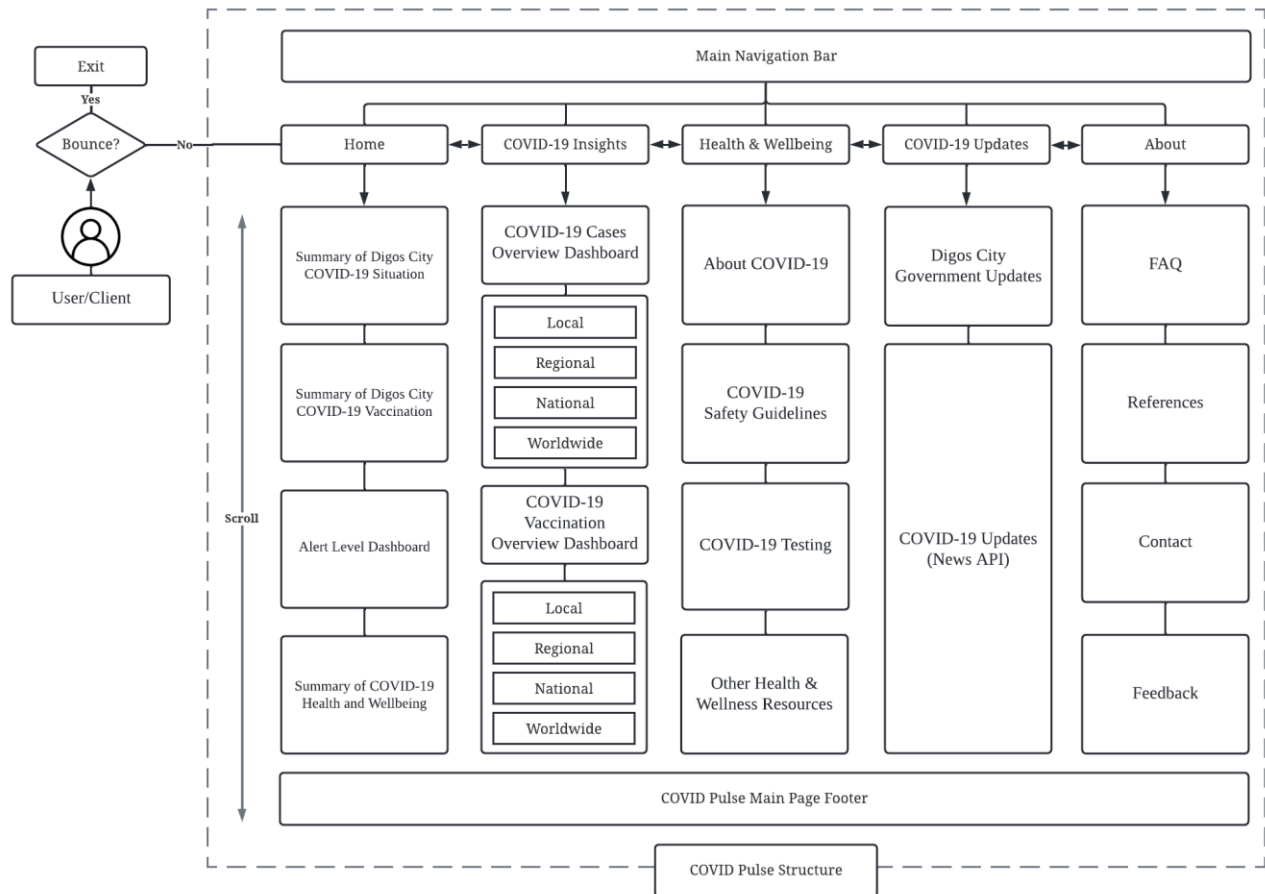 Main Navigation Bar
Exit
Yes
Bounce?
No
User/Client
Home
COVID-19 Insights
Health & Wellbeing
COVID-19 Updates
About
Scroll
Summary of Digos City
COVID-19 Situation
Summary of Digos City
COVID-19 Vaccination
Alert Level Dashboard
Summary of COVID-19
Health and Wellbeing
COVID-19 Cases
Overview Dashboard
Local
Regional
National
Worldwide
COVID-19
Vaccination
Overview Dashboard
Local
Regional
National
Worldwide
About COVID-19
COVID-19
Safety Guidelines
COVID-19 Testing
Other Health &
Wellness Resources
Digos City
Government Updates
COVID-19 Updates
(News API)
FAQ
References
Contact
Feedback
COVID Pulse Main Page Footer
COVID Pulse Structure